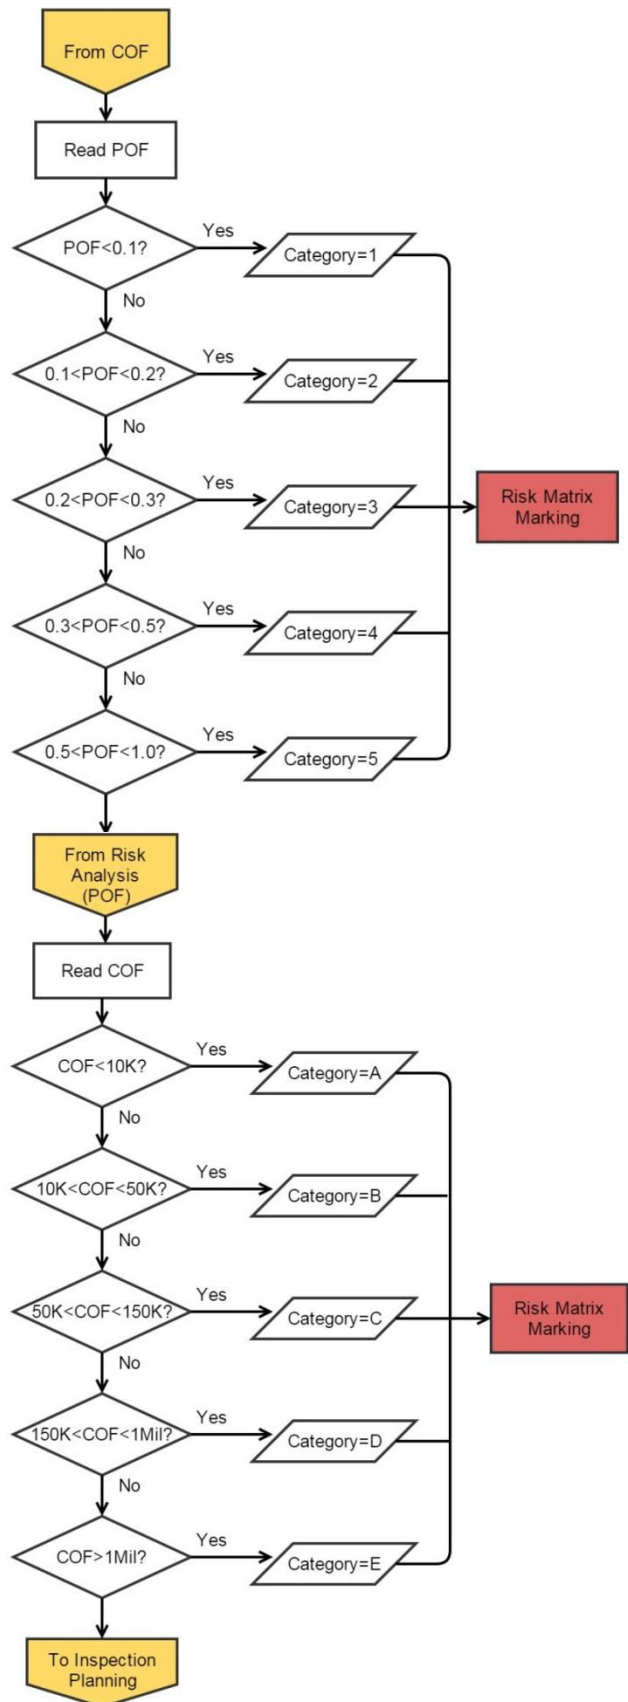 From COF
Read POF
POF<0.1?
Yes
Category=1
No
0.1<POF<0.2?
Yes
Category=2
No
0.2<POF<0.3?
Yes
Category=3
Risk Matrix
Marking
No
0.3<POF<0.5?
Yes
Category=4
No
0.5<POF<1.0?
Yes
Category=5
From Risk
Analysis
(POF)
Read COF
COF<10K?
Yes
Category=A
No
10K<COF<50K?
Yes
Category=B
No
50K<COF<150K?
Yes
Category=C
Risk Matrix
Marking
No
150K<COF<1Mil?
Yes
Category=D
No
COF>1Mil?
Yes
Category=E
To Inspection
Planning